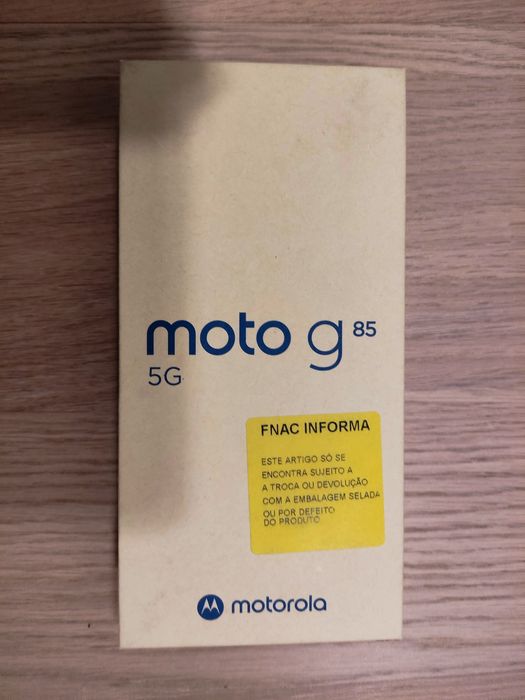 moto g 85
5G
FNAC INFORMA
ESTE ARTIGO SÓ SE
ENCONTRA SUJEITO A
A TROCA OU DEVOLUÇÃO
COM A EMBALAGEM SELADA
OU POR DEFEITO
DO PRODUTO
motorola